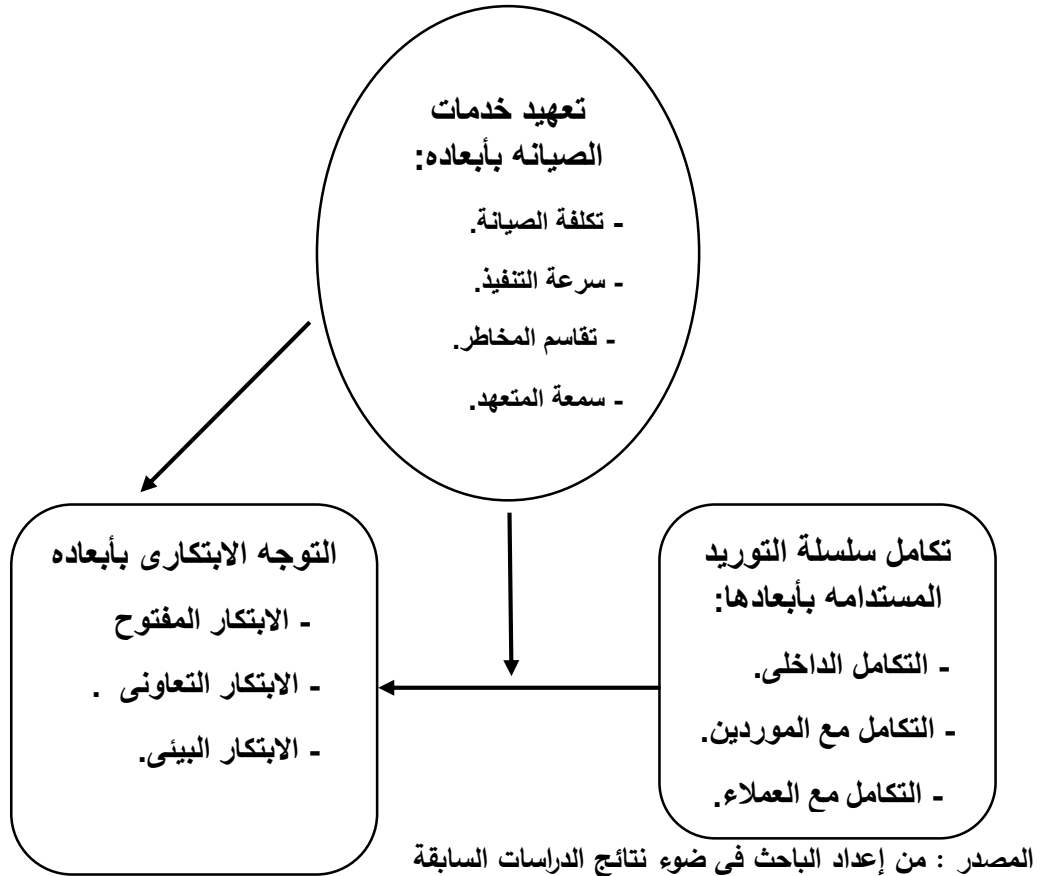 تعهيد خدمات
الصيانه بأبعاده:
- تكلفة الصيانة.
- سرعة التنفيذ.
- تقاسم المخاطر.
- سمعة المتعهد.
تكامل سلسلة التوريد
المستدامه بأبعادها:
- التكامل الداخلى.
- التكامل مع الموردين.
- التكامل مع العملاء.
التوجه الابتكارى بأبعاده
- الابتكار المفتوح
- الابتكار التعاونى .
- الابتكار البيئى.
المصدر : من إعداد الباحث فى ضوء نتائج الدراسات السابقة